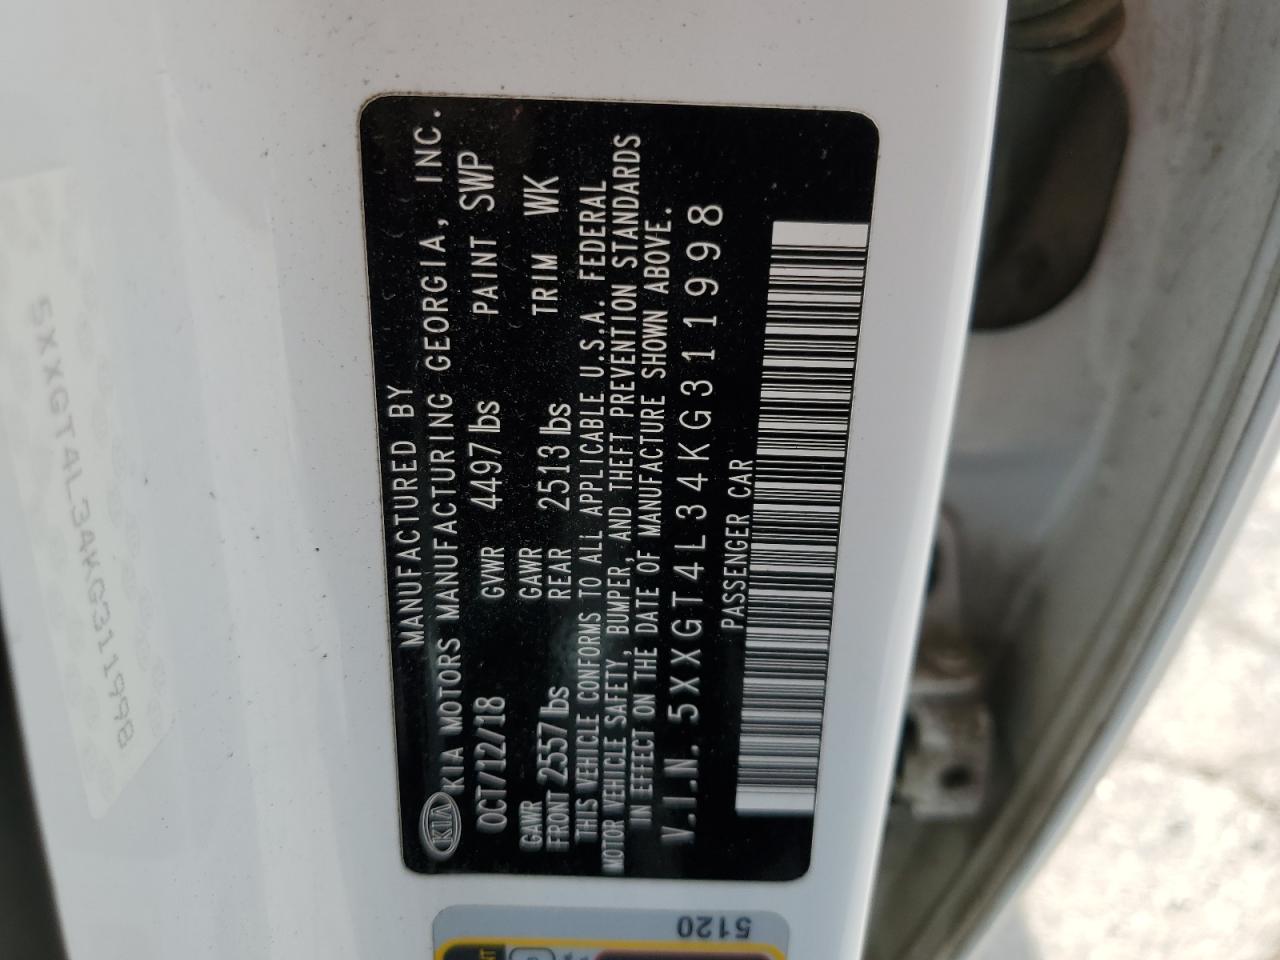 MANUFACTURED BY
KIA KIA MOTORS MANUFACTURING GEORGIA, INC.
OCT/12/18 GVWR 4497 lbs PAINT SWP
GAWR FRONT 2557 lbs GAWR REAR 2513 lbs TRIM WK
THIS VEHICLE CONFORMS TO ALL APPLICABLE U.S.A. FEDERAL
MOTOR VEHICLE SAFETY, BUMPER, AND THEFT PREVENTION STANDARDS
IN EFFECT ON THE DATE OF MANUFACTURE SHOWN ABOVE.
V.I.N. 5XXGT4L34KG311998
PASSENGER CAR
5XXGT4L34KG311998
5120